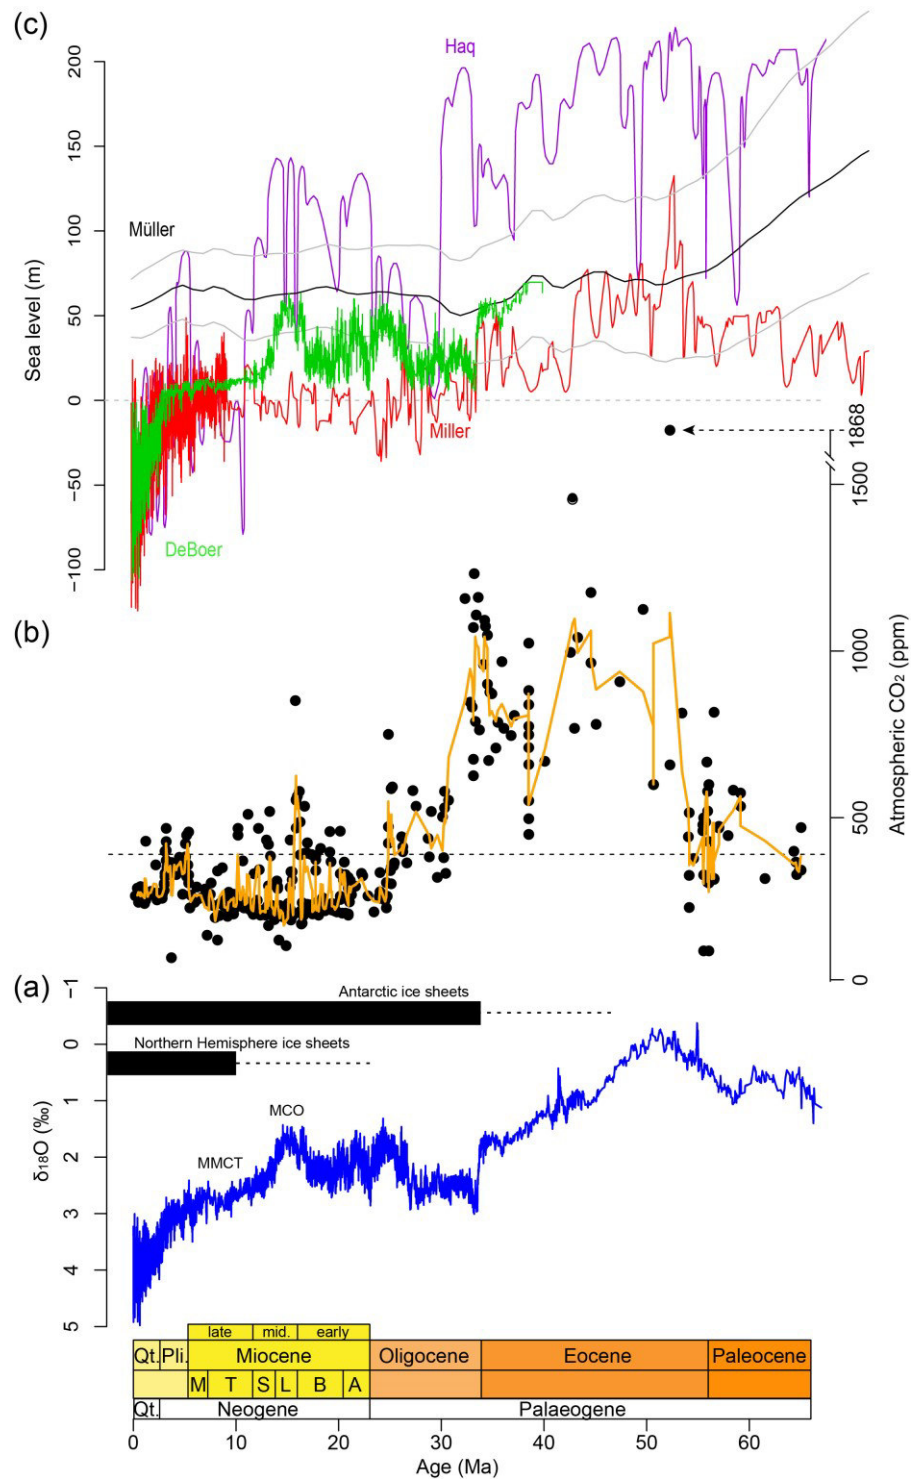 (c)
Haq
Müller
Miller
DeBoer
Sea level (m)
200
150
100
50
0
−50
−100
1868
1500
1000
500
0
Atmospheric CO₂ (ppm)
(b)
(a)
Antarctic ice sheets
Northern Hemisphere ice sheets
MCO
MMCT
δ₁₈O (‰)
−1
0
1
2
3
4
5
late mid. early
Qt. Pli. Miocene Oligocene Eocene Paleocene
M T S L B A
Qt. Neogene Palaeogene
0 10 20 30 40 50 60
Age (Ma)